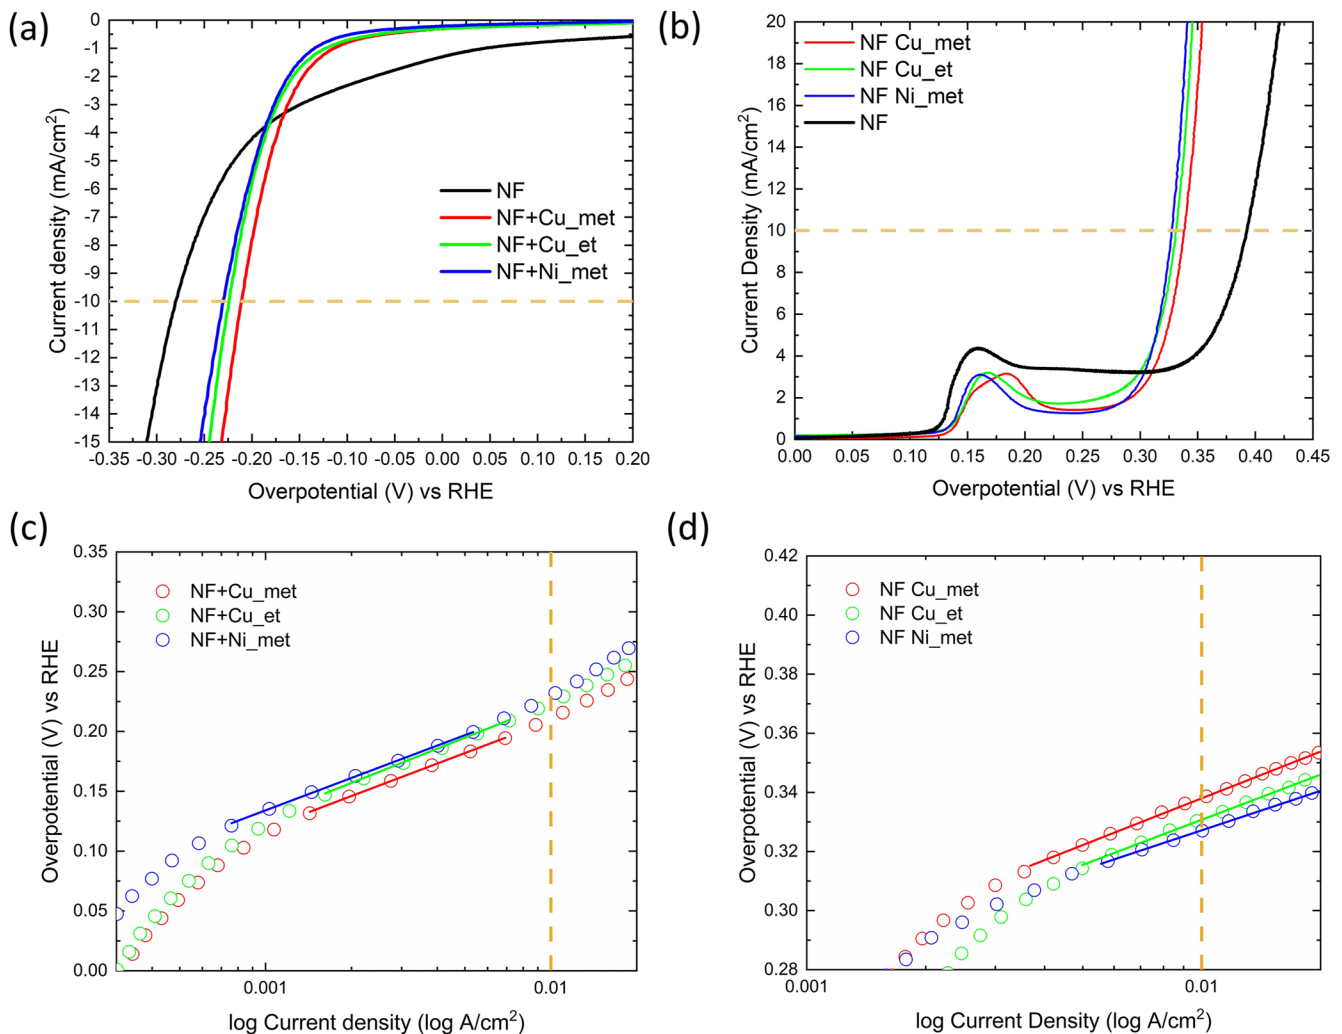 (a)
0
-1
-2
-3
-4
-5
-6
-7
-8
-9
-10
-11
-12
-13
-14
-15
Current density (mA/cm²)
NF
NF+Cu_met
NF+Cu_et
NF+Ni_met
-0.35 -0.30 -0.25 -0.20 -0.15 -0.10 -0.05 0.00 0.05 0.10 0.15 0.20
Overpotential (V) vs RHE
(b)
20
18
16
14
12
10
8
6
4
2
0
Current Density (mA/cm²)
NF Cu_met
NF Cu_et
NF Ni_met
NF
0.00 0.05 0.10 0.15 0.20 0.25 0.30 0.35 0.40 0.45
Overpotential (V) vs RHE
(c)
0.35
0.30
0.25
0.20
0.15
0.10
0.05
0.00
Overpotential (V) vs RHE
NF+Cu_met
NF+Cu_et
NF+Ni_met
0.001 0.01
log Current density (log A/cm²)
(d)
0.42
0.40
0.38
0.36
0.34
0.32
0.30
0.28
Overpotential (V) vs RHE
NF Cu_met
NF Cu_et
NF Ni_met
0.001 0.01
log Current Density (log A/cm²)